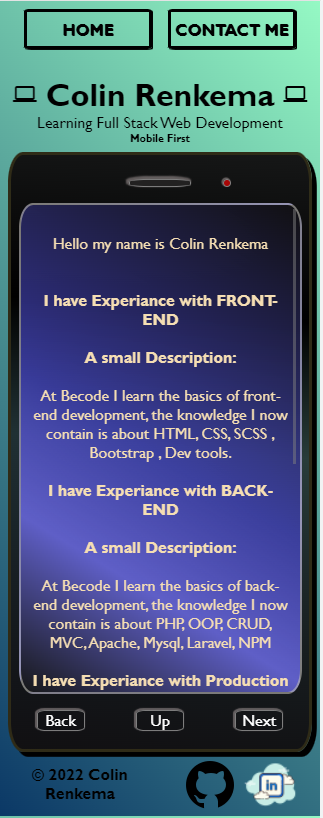 HOME
CONTACT ME
Colin Renkema
Learning Full Stack Web Development
Mobile First
Hello my name is Colin Renkema
I have Experiance with FRONT-
END
A small Description:
At Becode I learn the basics of front-
end development, the knowledge I now
contain is about HTML, CSS, SCSS ,
Bootstrap , Dev tools.
I have Experiance with BACK-
END
A small Description:
At Becode I learn the basics of back-
end development, the knowledge I now
contain is about PHP, OOP, CRUD,
MVC, Apache, Mysql, Laravel, NPM
I have Experiance with Production
Back
Up
Next
© 2022 Colin
Renkema
in